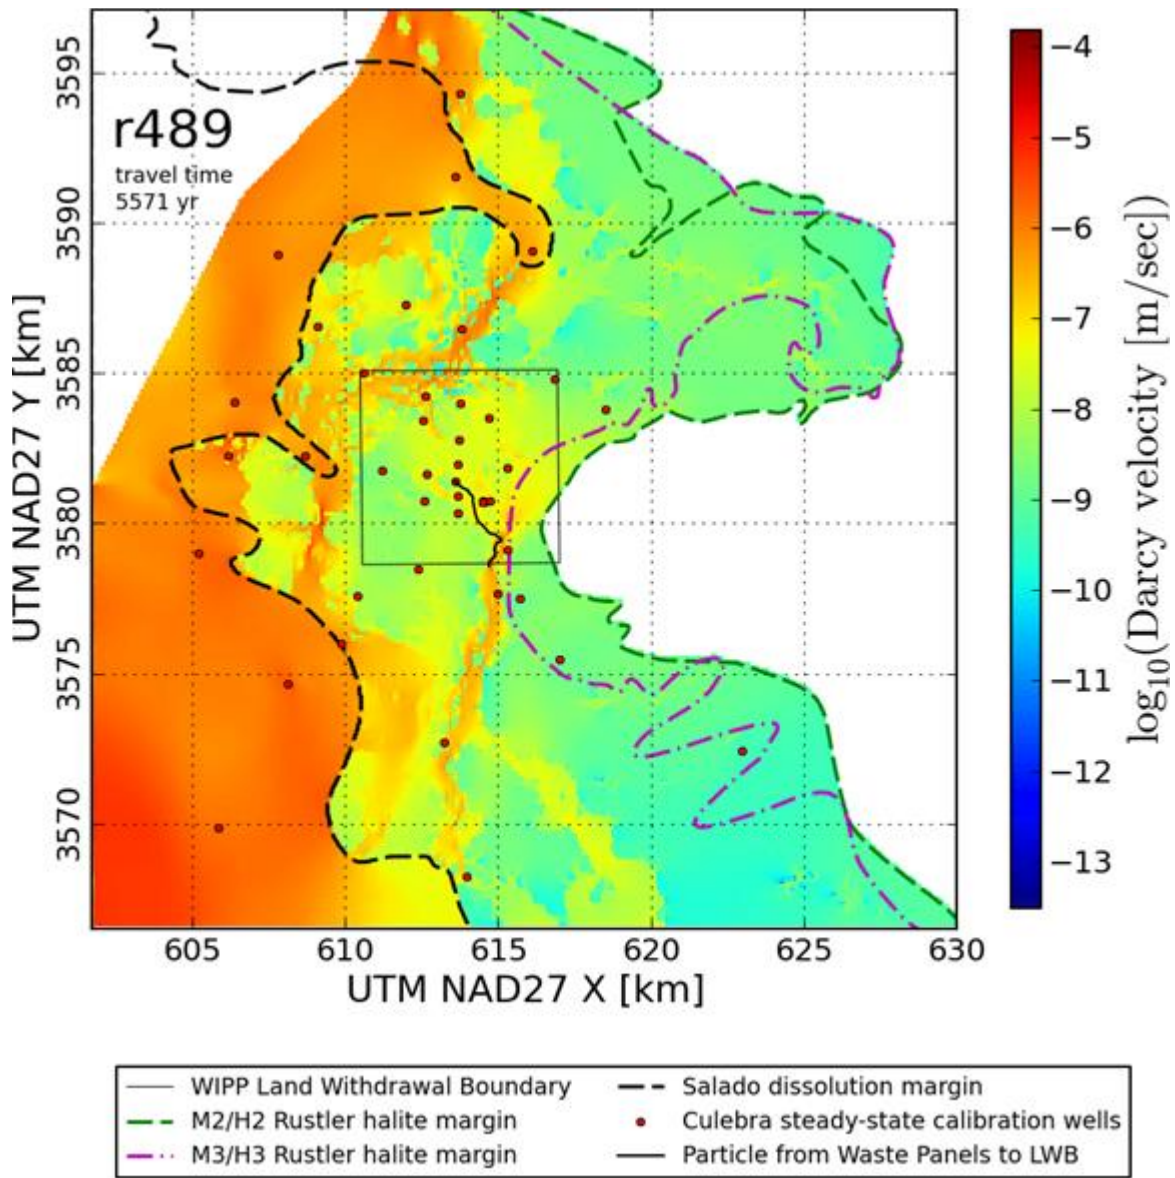 r489
travel time
5571 yr
UTM NAD27 Y [km]
3595
3590
3585
3580
3575
3570
605
610
615
620
625
630
UTM NAD27 X [km]
−4
−5
−6
−7
−8
−9
−10
−11
−12
−13
log₁₀(Darcy velocity [m/sec])
WIPP Land Withdrawal Boundary
M2/H2 Rustler halite margin
M3/H3 Rustler halite margin
Salado dissolution margin
Culebra steady-state calibration wells
Particle from Waste Panels to LWB